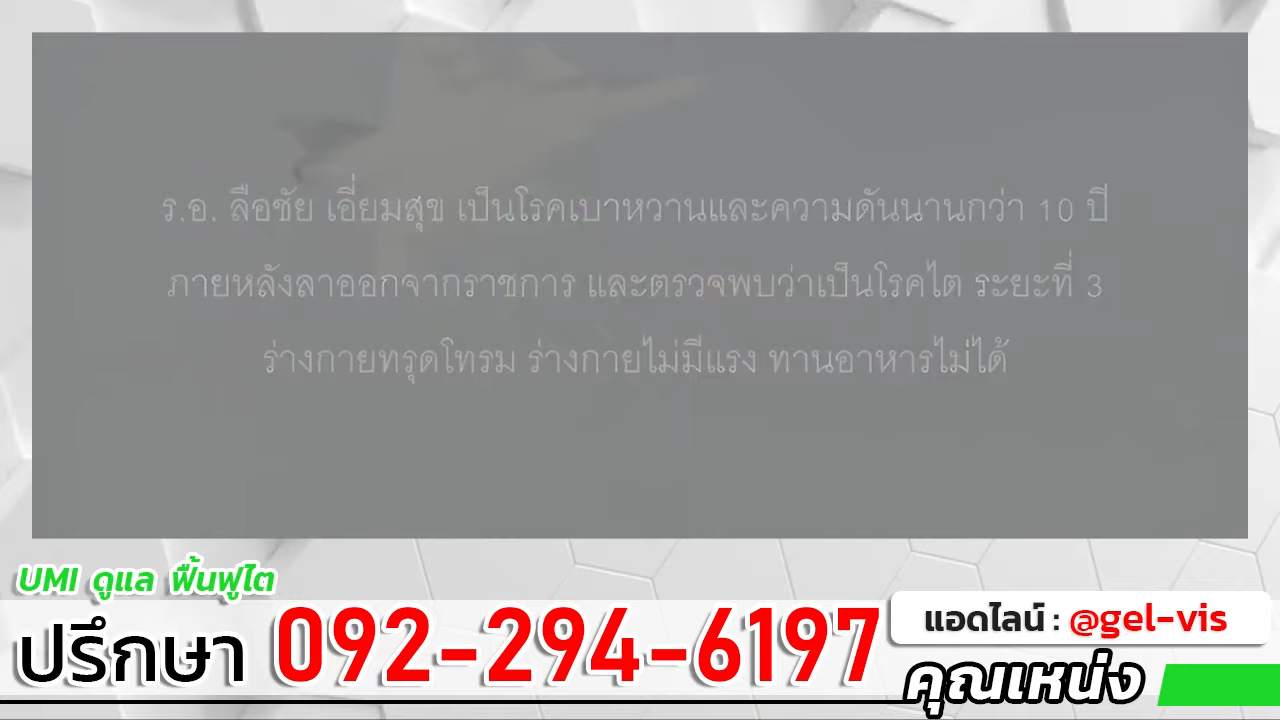 ร.อ. ลือชัย เอี่ยมสุข เป็นโรคเบาหวานและความดันนานกว่า 10 ปี
ภายหลังลาออกจากราชการ และตรวจพบว่าเป็นโรคไต ระยะที่ 3
ร่างกายทรุดโทรม ร่างกายไม่มีแรง ทานอาหารไม่ได้
UMI ดูแล ฟื้นฟูไต
ปรึกษา 092-294-6197
แอดไลน์ : @gel-vis
คุณเหน่ง